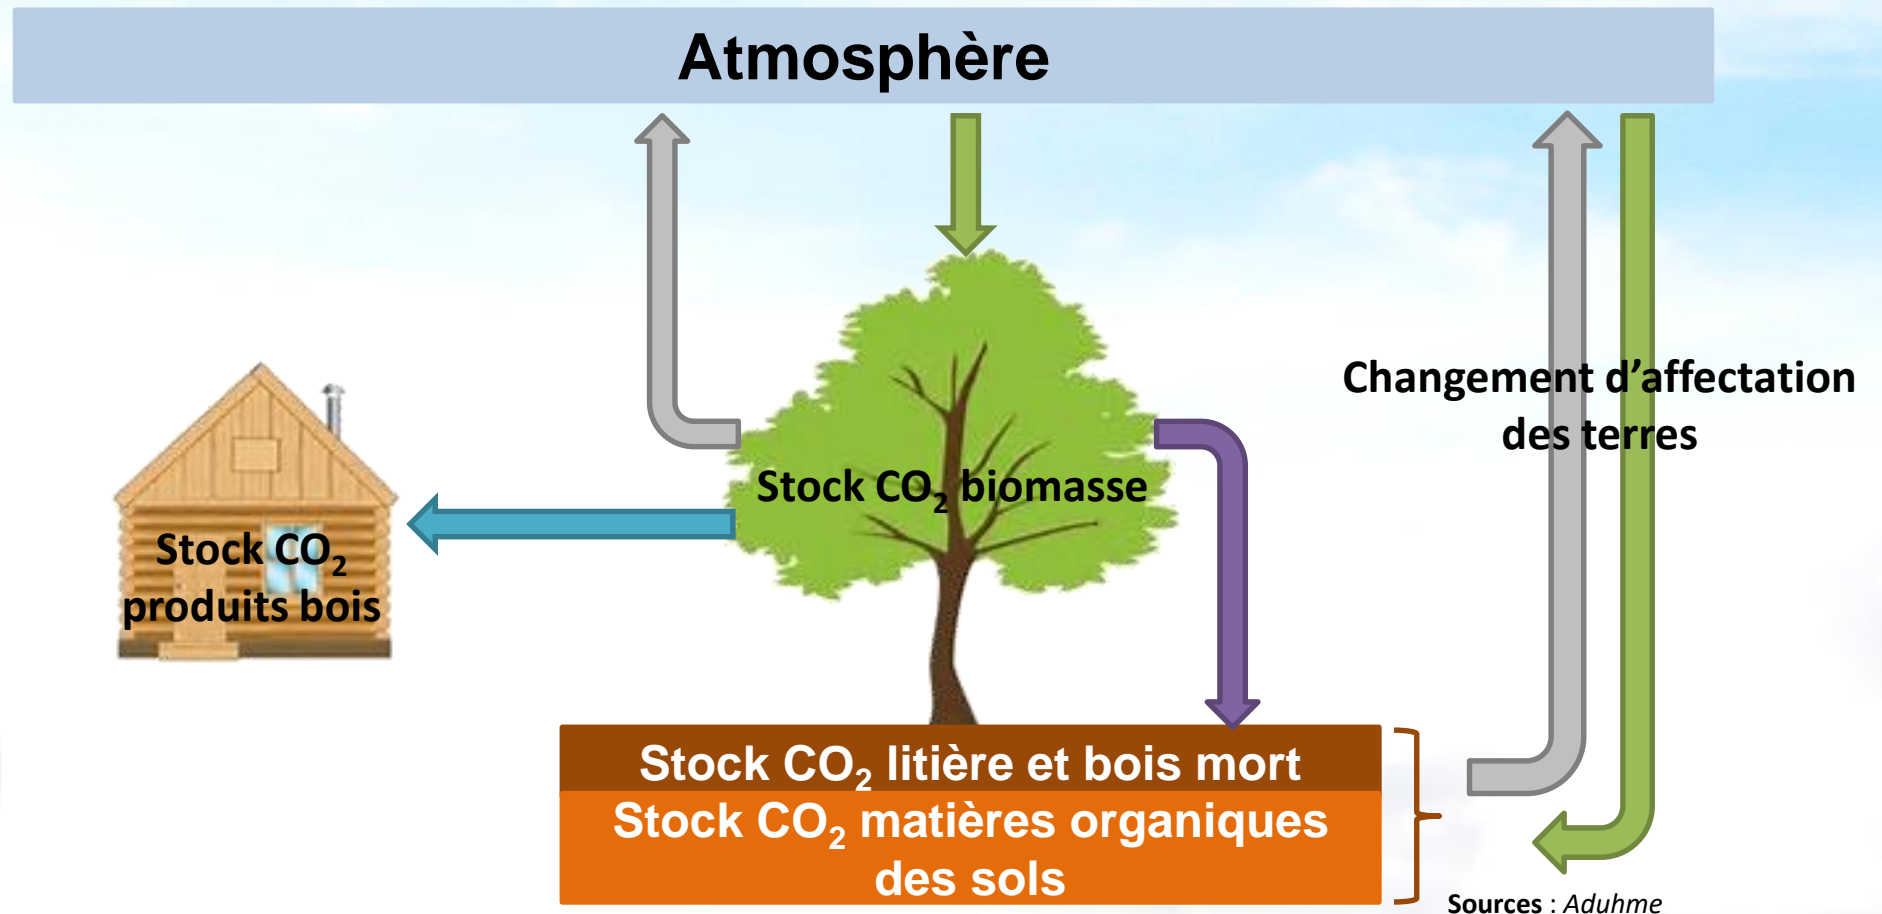 Atmosphère
Changement d’affectation
des terres
Stock CO₂ biomasse
Stock CO₂
produits bois
Stock CO₂ litière et bois mort
Stock CO₂ matières organiques
des sols
Sources : Aduhme